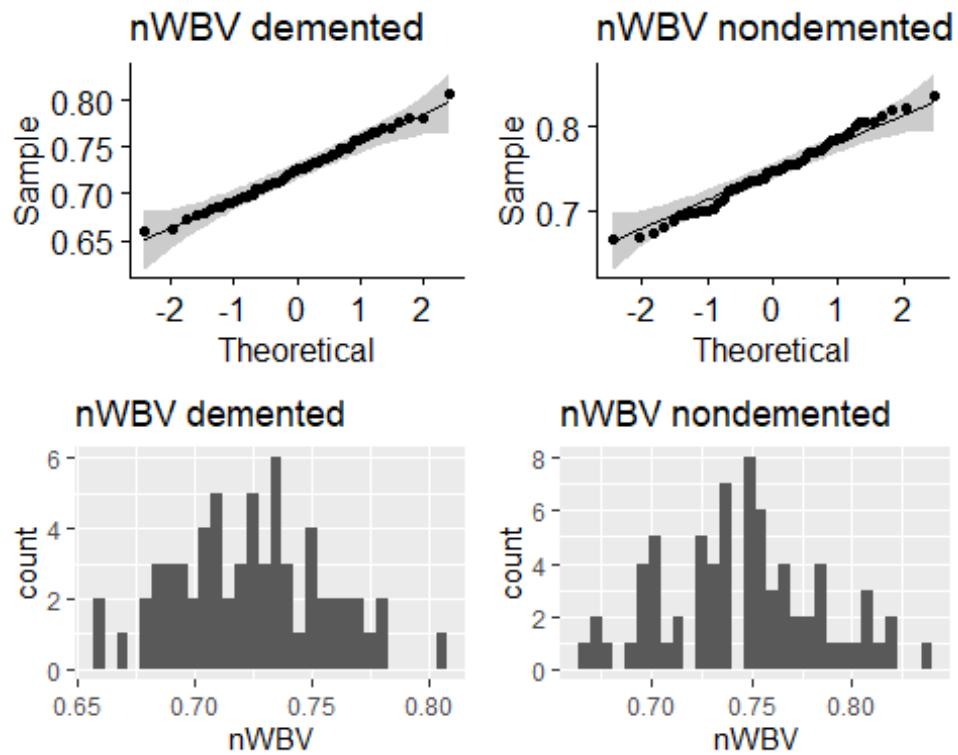 nWBV demented
nWBV nondemented
Sample
0.80
0.75
0.70
0.65
-2 -1 0 1 2
Theoretical
Sample
0.8
0.7
-2 -1 0 1 2
Theoretical
nWBV demented
nWBV nondemented
count
6
4
2
0
0.65 0.70 0.75 0.80
nWBV
count
8
6
4
2
0
0.70 0.75 0.80
nWBV